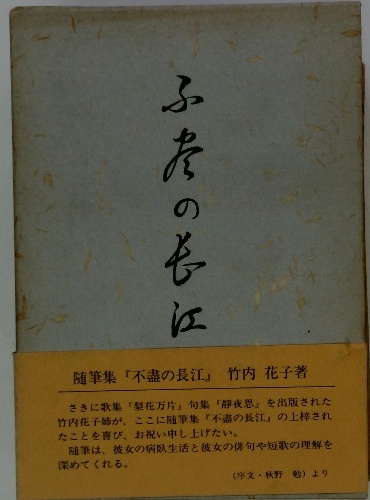 不尽の長江
随筆集『不盡の長江』 竹内 花子著
さきに歌集『梨花万片』句集『靜夜思』を出版された
竹内花子姉が、ここに随筆集『不盡の長江』の上梓され
たことを喜び、お祝い申し上げたい。
随筆は、彼女の病臥生活と彼女の俳句や短歌の理解を
深めてくれる。
(序文・秋野 勉)より